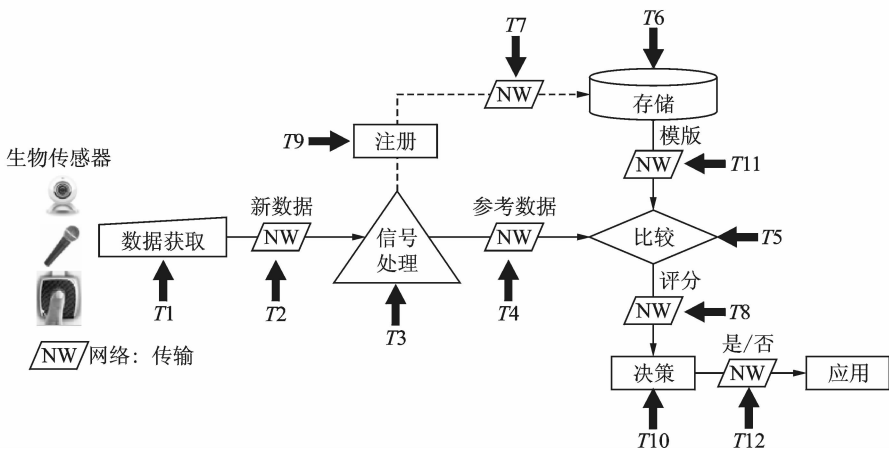 T7
T6
NW
存储
T9
注册
模版
NW
T11
生物传感器
新数据
参考数据
数据获取
NW
信号
处理
NW
比较
T5
T1
T2
T3
T4
评分
NW
T8
NW 网络：传输
是/否
决策
NW
应用
T10
T12